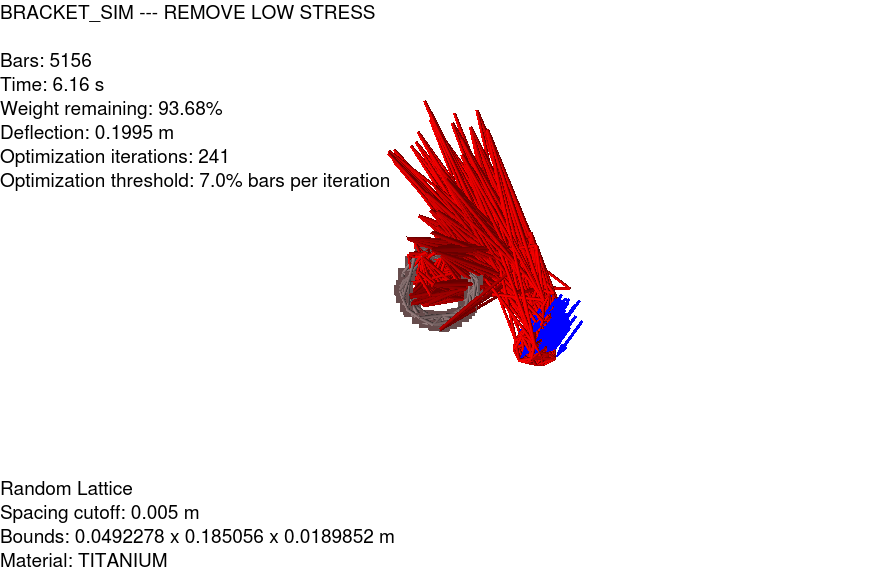 BRACKET_SIM --- REMOVE LOW STRESS
Bars: 5156
Time: 6.16 s
Weight remaining: 93.68%
Deflection: 0.1995 m
Optimization iterations: 241
Optimization threshold: 7.0% bars per iteration
Random Lattice
Spacing cutoff: 0.005 m
Bounds: 0.0492278 x 0.185056 x 0.0189852 m
Material: TITANIUM